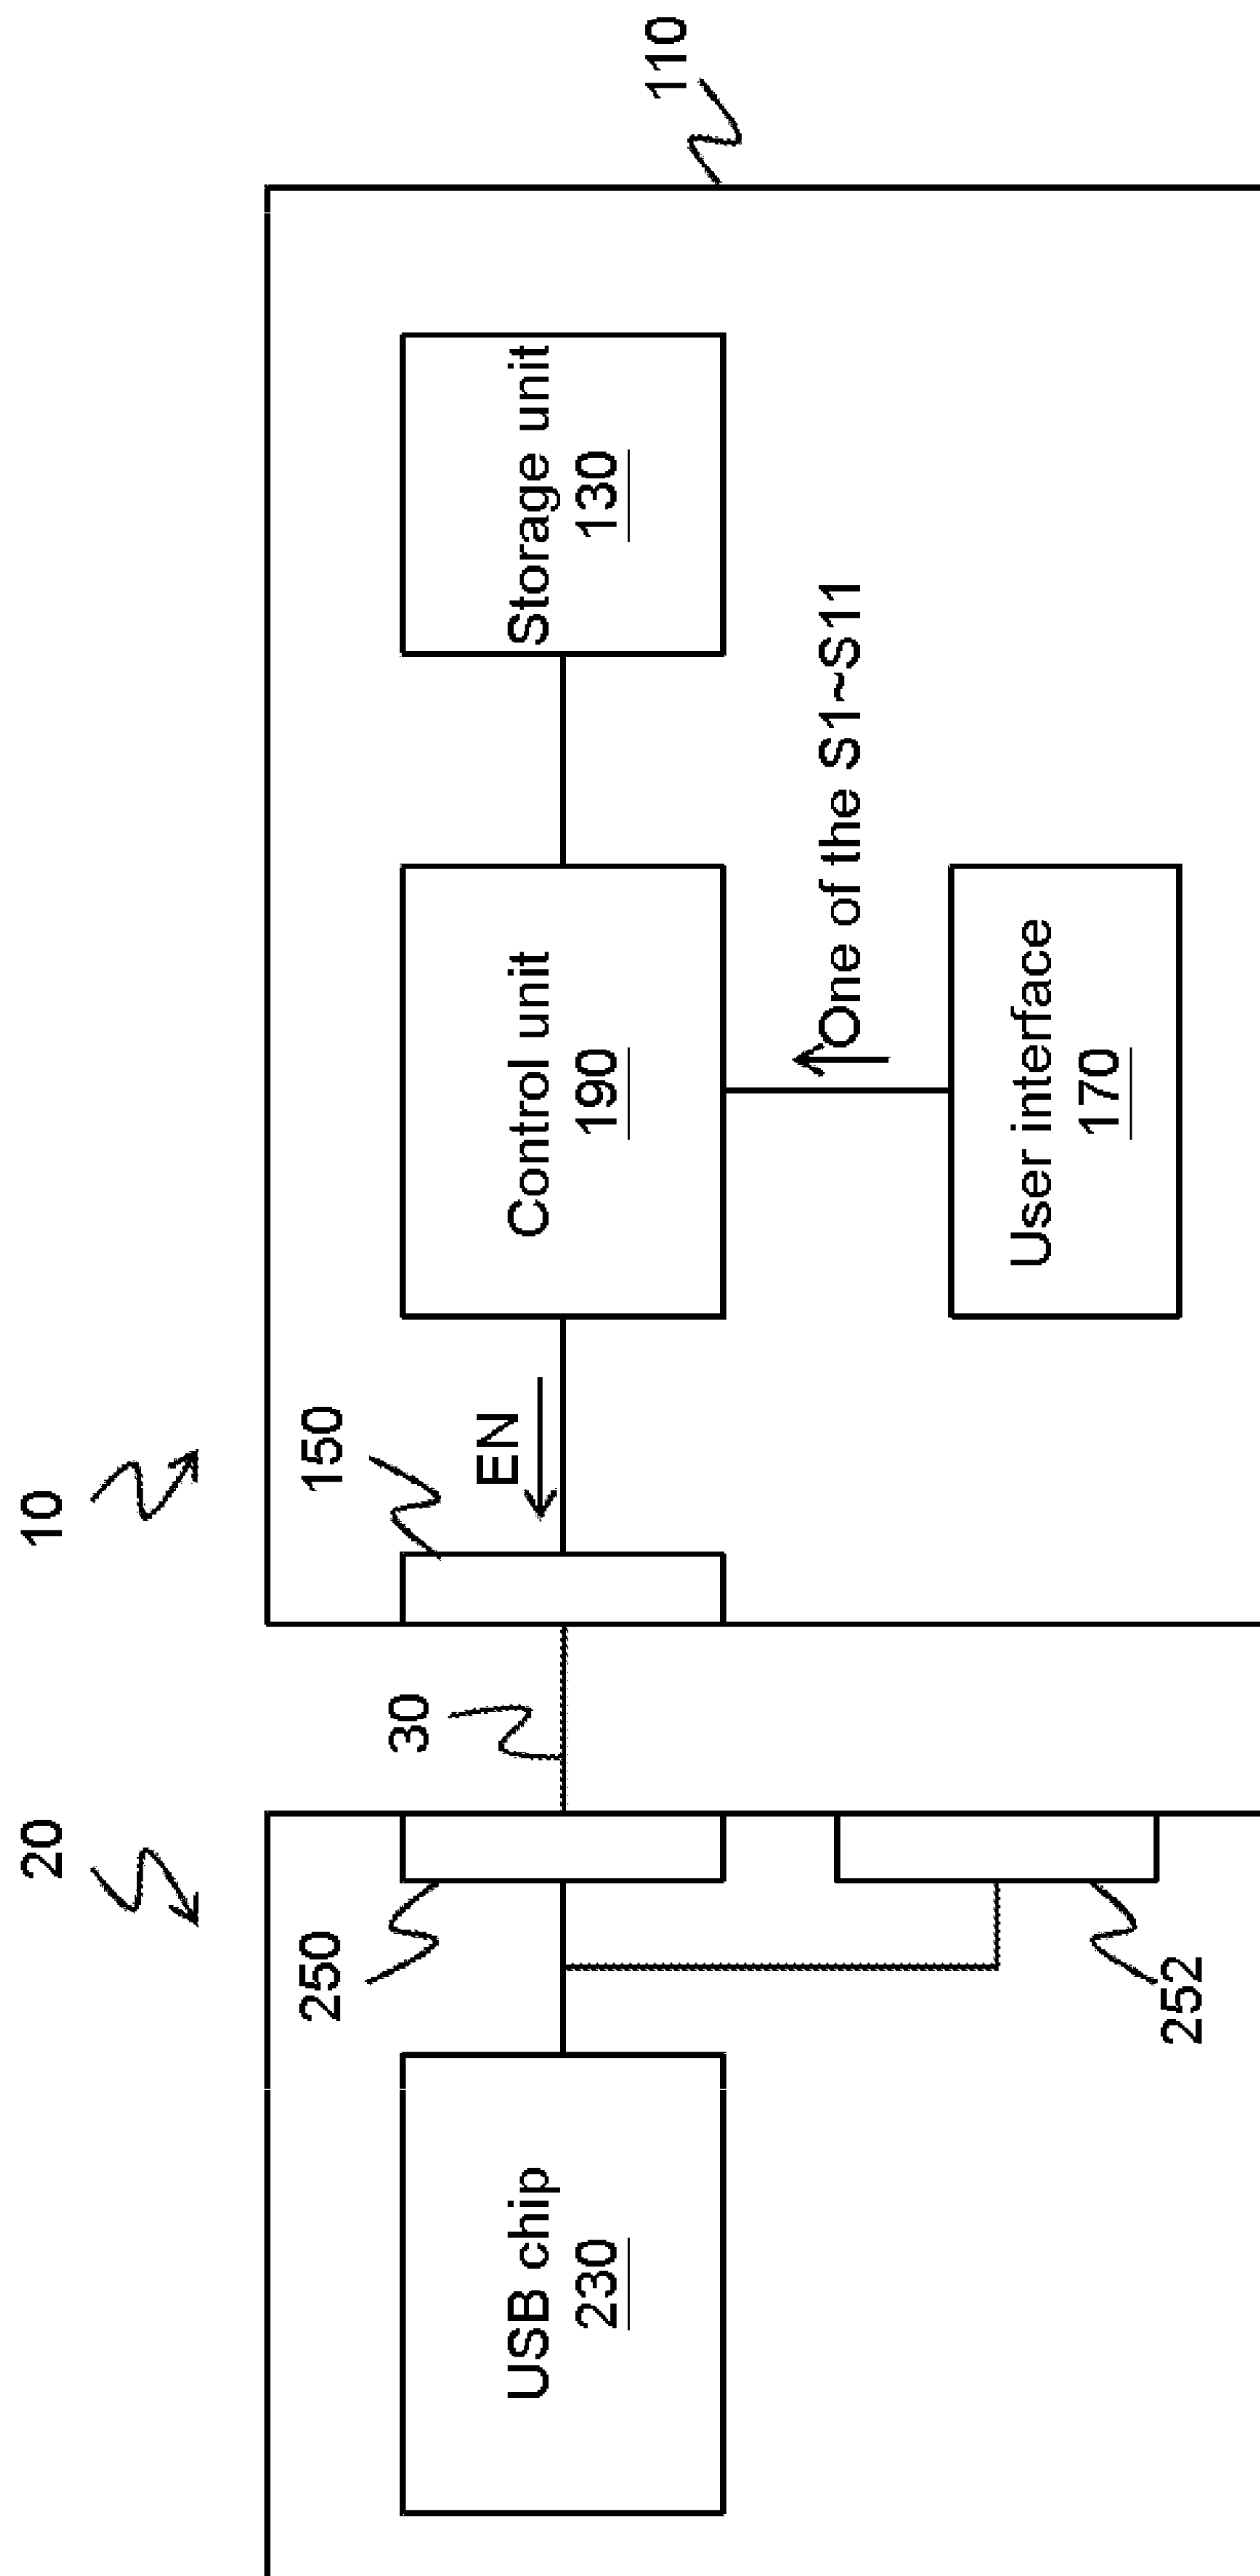 20
10
250
30
150
EN
USB chip
230
Control unit
190
Storage unit
130
110
One of the S1~S11
252
User interface
170